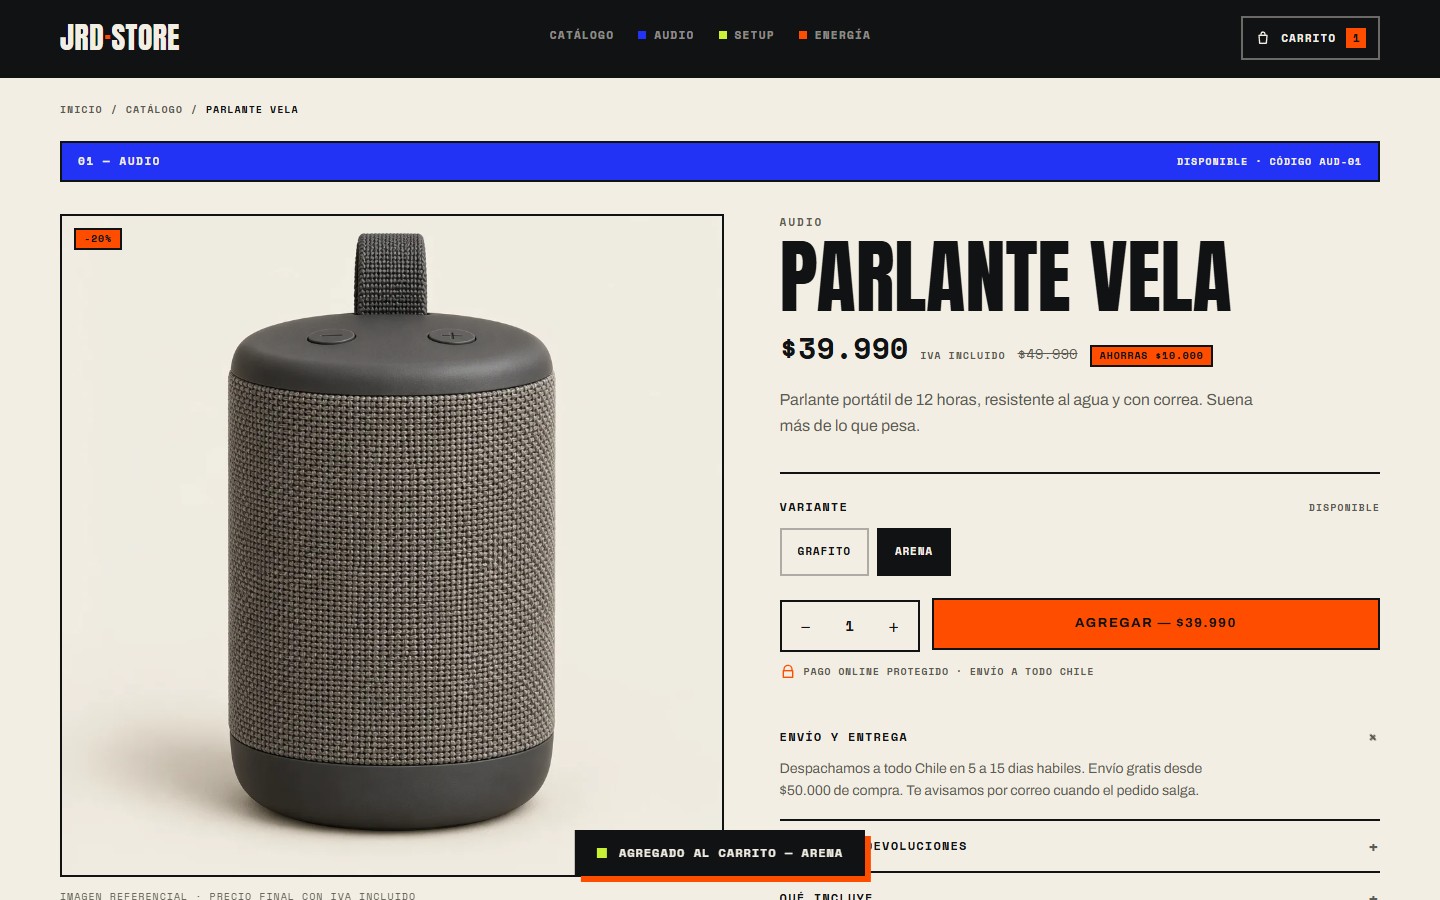 JRD·STORE
CATÁLOGO AUDIO SETUP ENERGÍA
CARRITO 1
INICIO / CATÁLOGO / PARLANTE VELA
01 — AUDIO
DISPONIBLE · CÓDIGO AUD-01
-20%
AUDIO
PARLANTE VELA
$39.990 IVA INCLUIDO $49.990 AHORRAS $10.000
Parlante portátil de 12 horas, resistente al agua y con correa. Suena
más de lo que pesa.
VARIANTE DISPONIBLE
GRAFITO ARENA
− 1 + AGREGAR — $39.990
PAGO ONLINE PROTEGIDO · ENVÍO A TODO CHILE
ENVÍO Y ENTREGA
Despachamos a todo Chile en 5 a 15 dias habiles. Envío gratis desde
$50.000 de compra. Te avisamos por correo cuando el pedido salga.
EVOLUCIONES +
AGREGADO AL CARRITO — ARENA
QUÉ INCLUYE +
IMAGEN REFERENCIAL · PRECIO FINAL CON IVA INCLUIDO